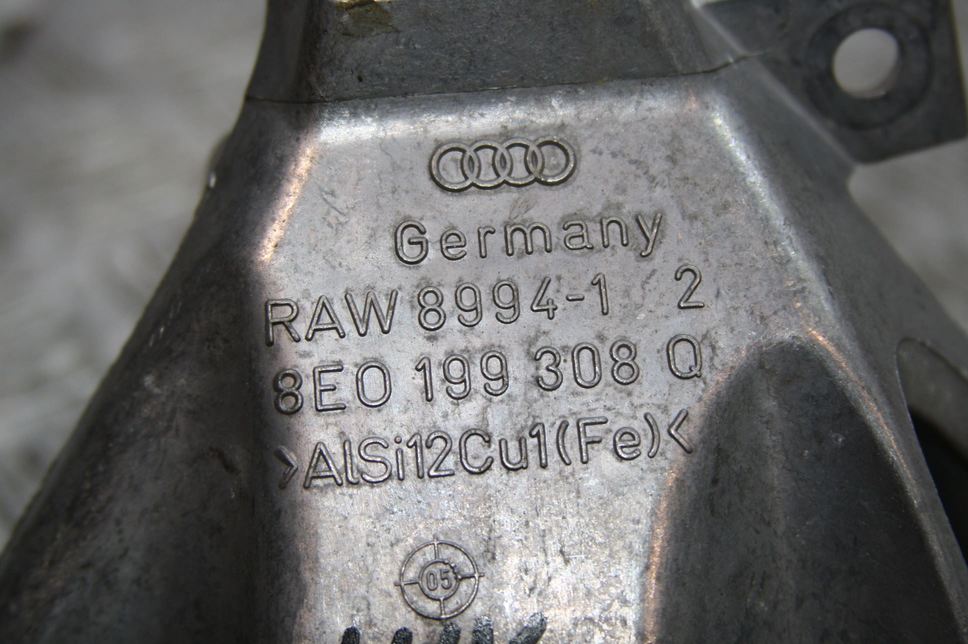 Germany
RAW 8994-1 2
8E0 199 308 Q
>AlSi12Cu1(Fe)<
05